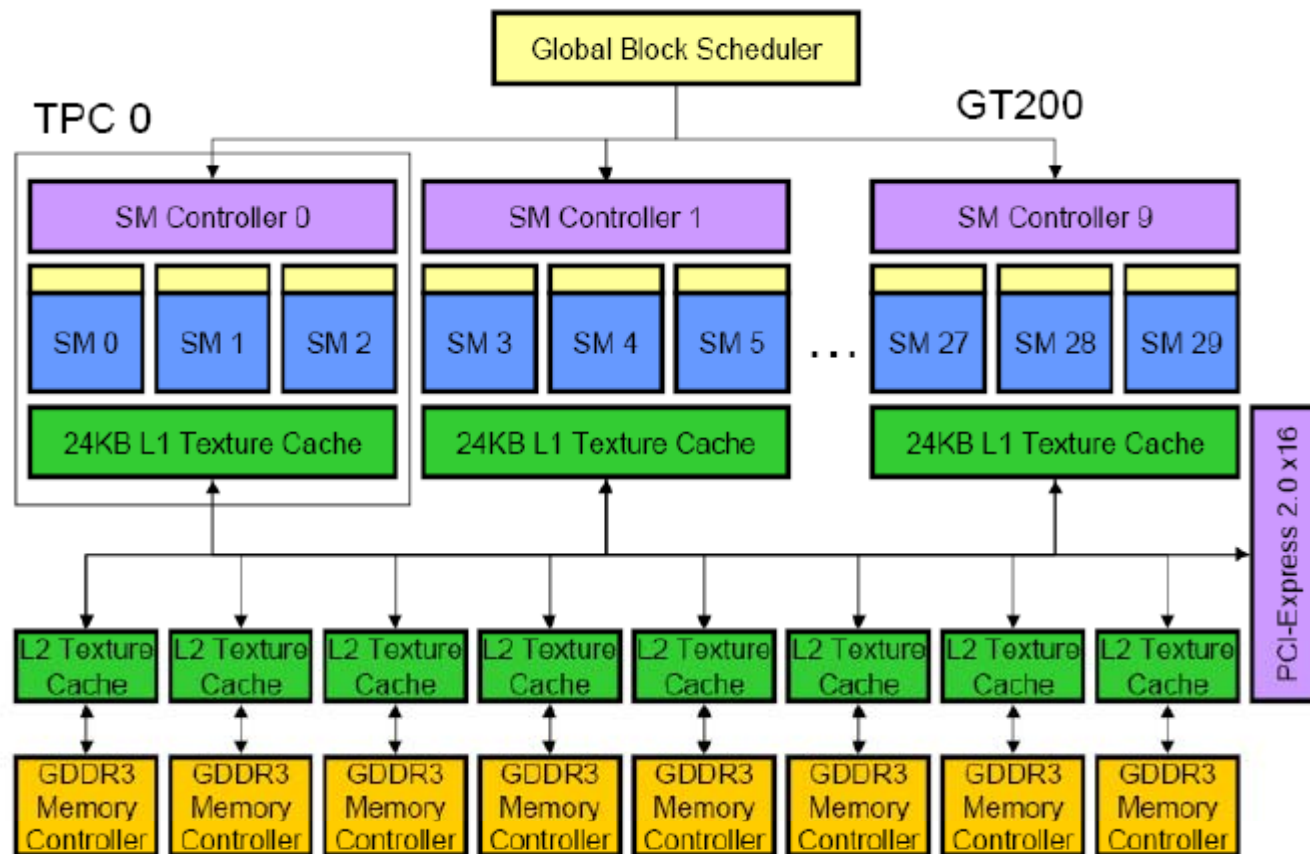 Global Block Scheduler
TPC 0
GT200
SM Controller 0
SM Controller 1
SM Controller 9
SM 0
SM 1
SM 2
SM 3
SM 4
SM 5
...
SM 27
SM 28
SM 29
24KB L1 Texture Cache
24KB L1 Texture Cache
24KB L1 Texture Cache
PCI-Express 2.0 x16
L2 Texture
Cache
L2 Texture
Cache
L2 Texture
Cache
L2 Texture
Cache
L2 Texture
Cache
L2 Texture
Cache
L2 Texture
Cache
L2 Texture
Cache
GDDR3
Memory
Controller
GDDR3
Memory
Controller
GDDR3
Memory
Controller
GDDR3
Memory
Controller
GDDR3
Memory
Controller
GDDR3
Memory
Controller
GDDR3
Memory
Controller
GDDR3
Memory
Controller